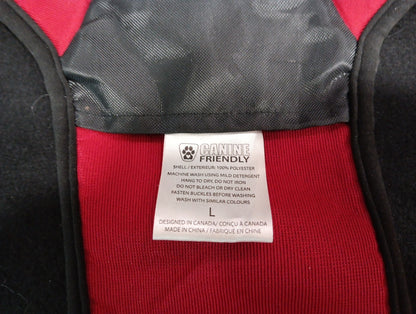 CANINE
FRIENDLY
SHELL / EXTERIEUR: 100% POLYESTER
MACHINE WASH USING MILD DETERGENT
HANG TO DRY, DO NOT IRON
DO NOT BLEACH OR DRY CLEAN
FASTEN BUCKLES BEFORE WASHING
WASH WITH SIMILAR COLOURS
L
DESIGNED IN CANADA/ CONÇU À CANADA
MADE IN CHINA / FABRIQUÉ EN CHINE